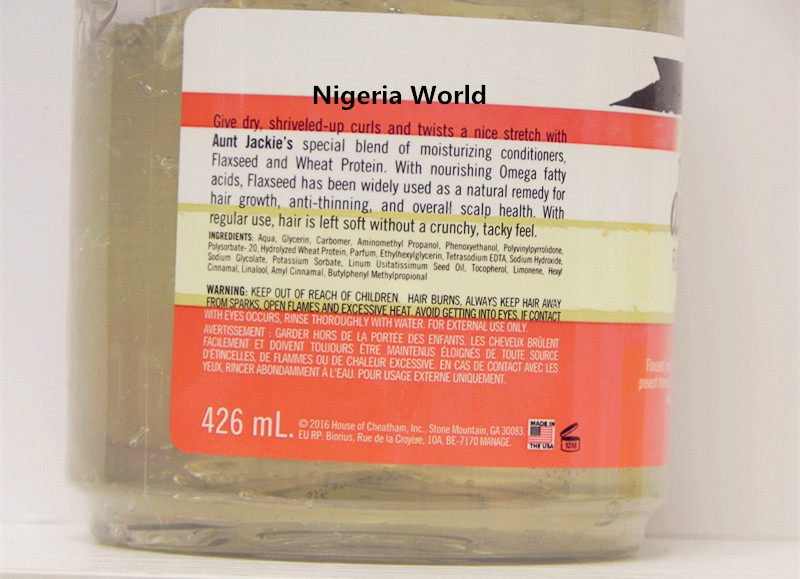 Nigeria World
Give dry, shriveled-up curls and twists a nice stretch with
Aunt Jackie's special blend of moisturizing conditioners,
Flaxseed and Wheat Protein. With nourishing Omega fatty
acids, Flaxseed has been widely used as a natural remedy for
hair growth, anti-thinning, and overall scalp health. With
regular use, hair is left soft without a crunchy, tacky feel.
INGREDIENTS: Aqua, Glycerin, Carbomer, Aminomethyl Propanol, Phenoxyethanol, Polyvinylpyrrolidone,
Polysorbate- 20, Hydrolyzed Wheat Protein, Parfum, Ethylhexylglycerin, Tetrasodium EDTA, Sodium Hydroxide,
Sodium Glycolate, Potassium Sorbate, Linum Usitatissimum Seed Oil, Tocopherol, Limonene, Hexyl
Cinnamal, Linalool, Amyl Cinnamal, Butylphenyl Methylpropional
WARNING: KEEP OUT OF REACH OF CHILDREN. HAIR BURNS, ALWAYS KEEP HAIR AWAY
FROM SPARKS, OPEN FLAMES AND EXCESSIVE HEAT. AVOID GETTING INTO EYES. IF CONTACT
WITH EYES OCCURS, RINSE THOROUGHLY WITH WATER. FOR EXTERNAL USE ONLY.
AVERTISSEMENT : GARDER HORS DE LA PORTÉE DES ENFANTS. LES CHEVEUX BRÛLENT
FACILEMENT ET DOIVENT TOUJOURS ÊTRE MAINTENUS ÉLOIGNÉS DE TOUTE SOURCE
D'ÉTINCELLES, DE FLAMMES OU DE CHALEUR EXCESSIVE. EN CAS DE CONTACT AVEC LES
YEUX, RINCER ABONDAMMENT À L'EAU. POUR USAGE EXTERNE UNIQUEMENT.
426 mL.
© 2016 House of Cheatham, Inc., Stone Mountain, GA 30083.
EU RP: Bionus, Rue de la Croyère, 10A, BE-7170 MANAGE.
MADE IN
THE USA
12M
Flaxseed,
prevent